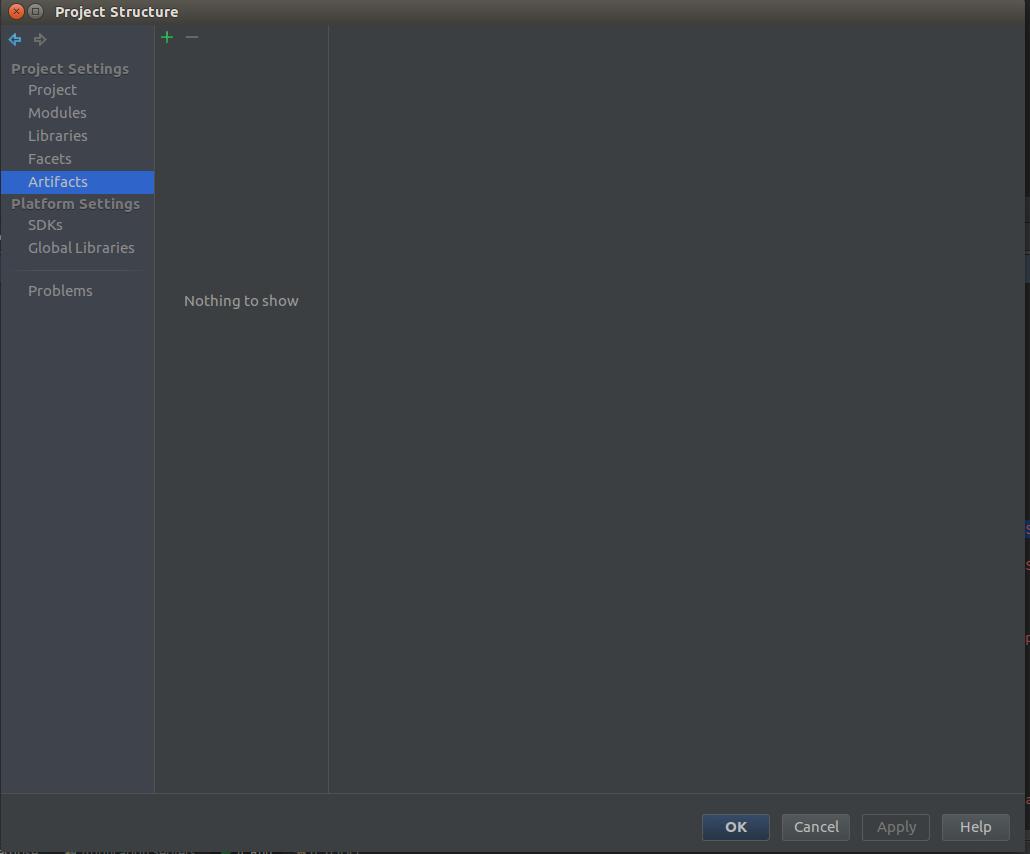 Project Structure
Project Settings
Project
Modules
Libraries
Facets
Artifacts
Platform Settings
SDKs
Global Libraries
Problems
Nothing to show
OK
Cancel
Apply
Help